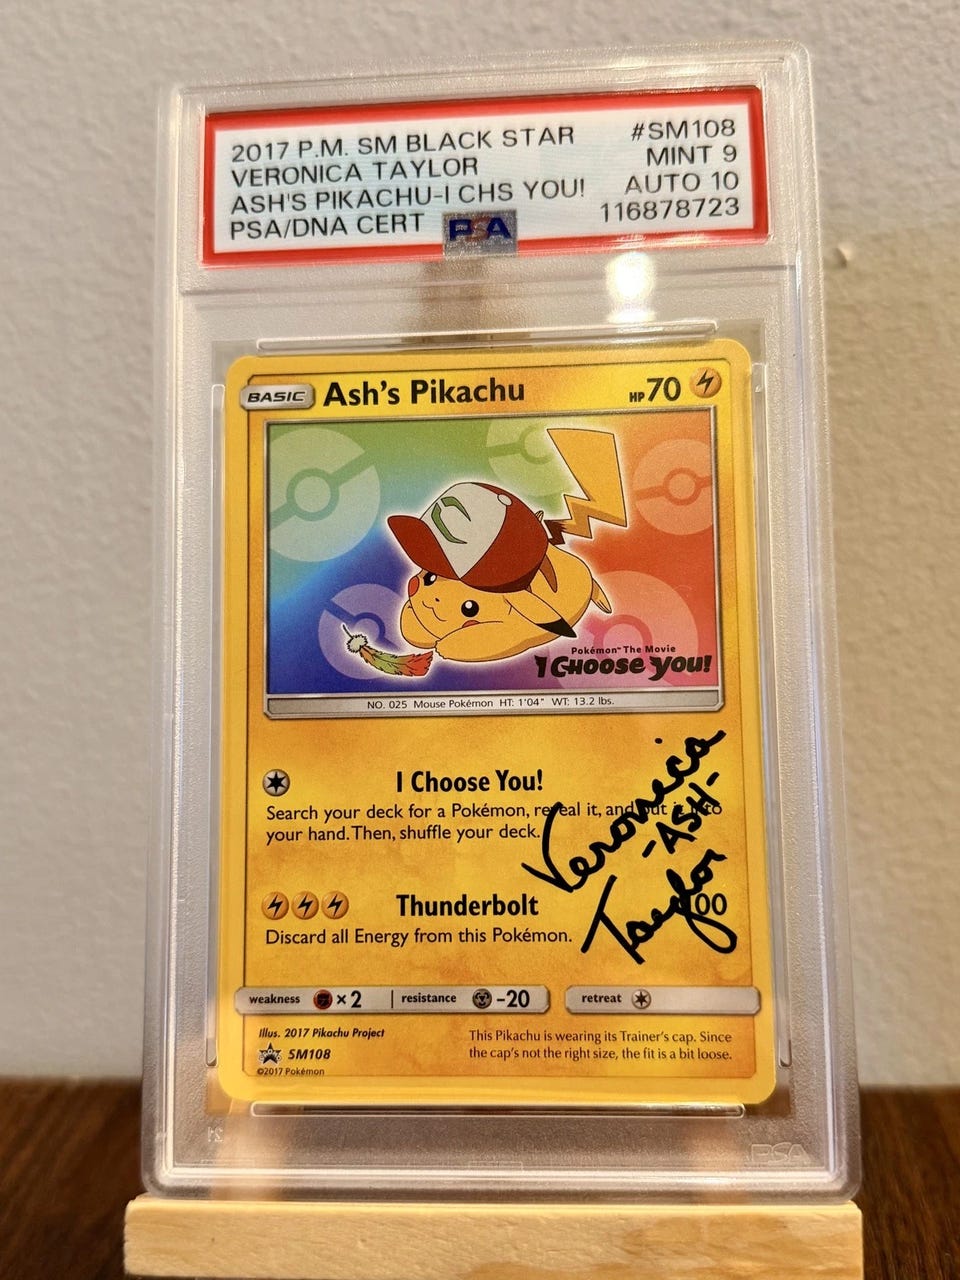 2017 P.M. SM BLACK STAR #SM108
VERONICA TAYLOR MINT 9
ASH'S PIKACHU-I CHS YOU! AUTO 10
PSA/DNA CERT 116878723
PSA
BASIC Ash's Pikachu HP 70
Pokémon™ The Movie
I CHOOSE YOU!
NO. 025 Mouse Pokémon HT: 1'04" WT: 13.2 lbs.
I Choose You!
Search your deck for a Pokémon, reveal it, and put it into
your hand. Then, shuffle your deck.
Veronica
-ASH-
Taylor
Thunderbolt 00
Discard all Energy from this Pokémon.
weakness ×2 resistance -20 retreat
Illus. 2017 Pikachu Project
SM108
©2017 Pokémon
This Pikachu is wearing its Trainer's cap. Since
the cap's not the right size, the fit is a bit loose.
PSA